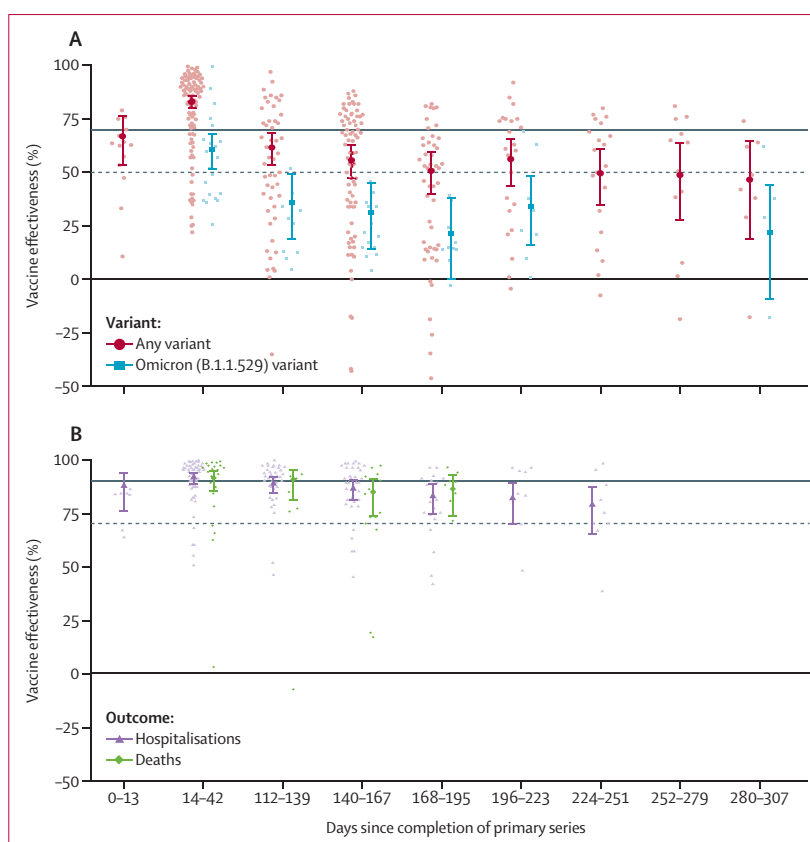 A
100
75
50
25
0
–25
–50
Vaccine effectiveness (%)
Variant:
Any variant
Omicron (B.1.1.529) variant
B
100
75
50
25
0
–25
–50
Vaccine effectiveness (%)
Outcome:
Hospitalisations
Deaths
0–13 14–42 112–139 140–167 168–195 196–223 224–251 252–279 280–307
Days since completion of primary series